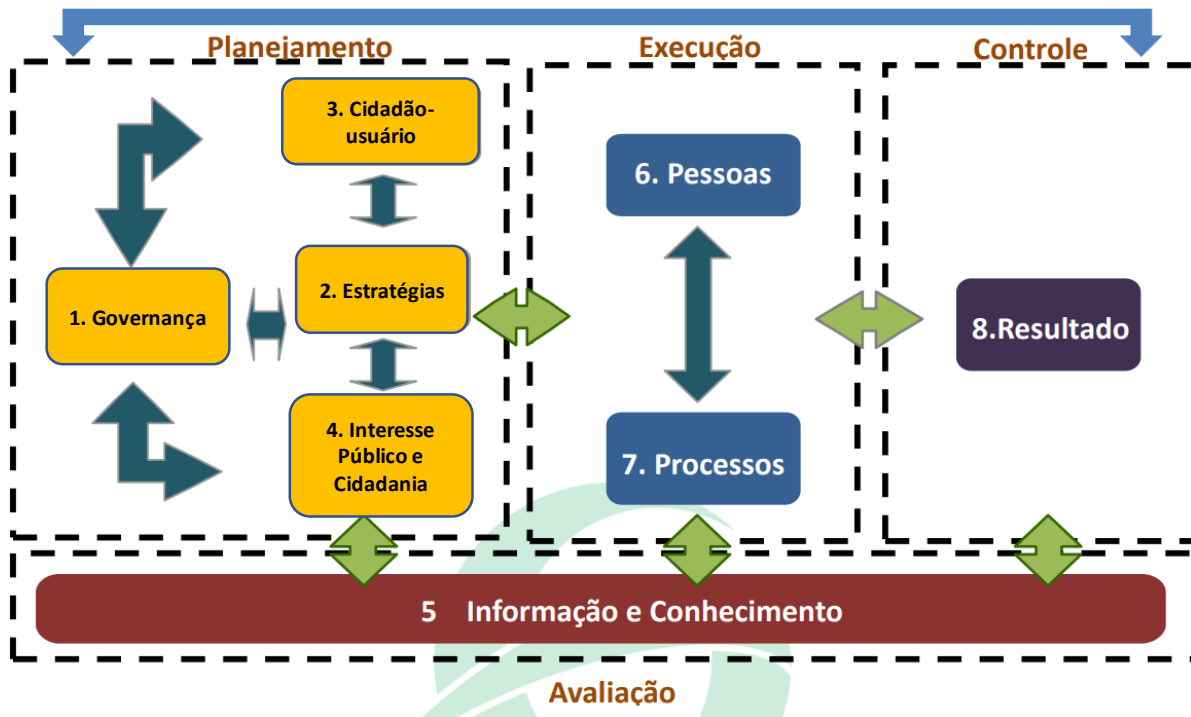 Planejamento
Execução
Controle
3. Cidadão-
usuário
1. Governança
2. Estratégias
4. Interesse
Público e
Cidadania
6. Pessoas
7. Processos
8.Resultado
5 Informação e Conhecimento
Avaliação